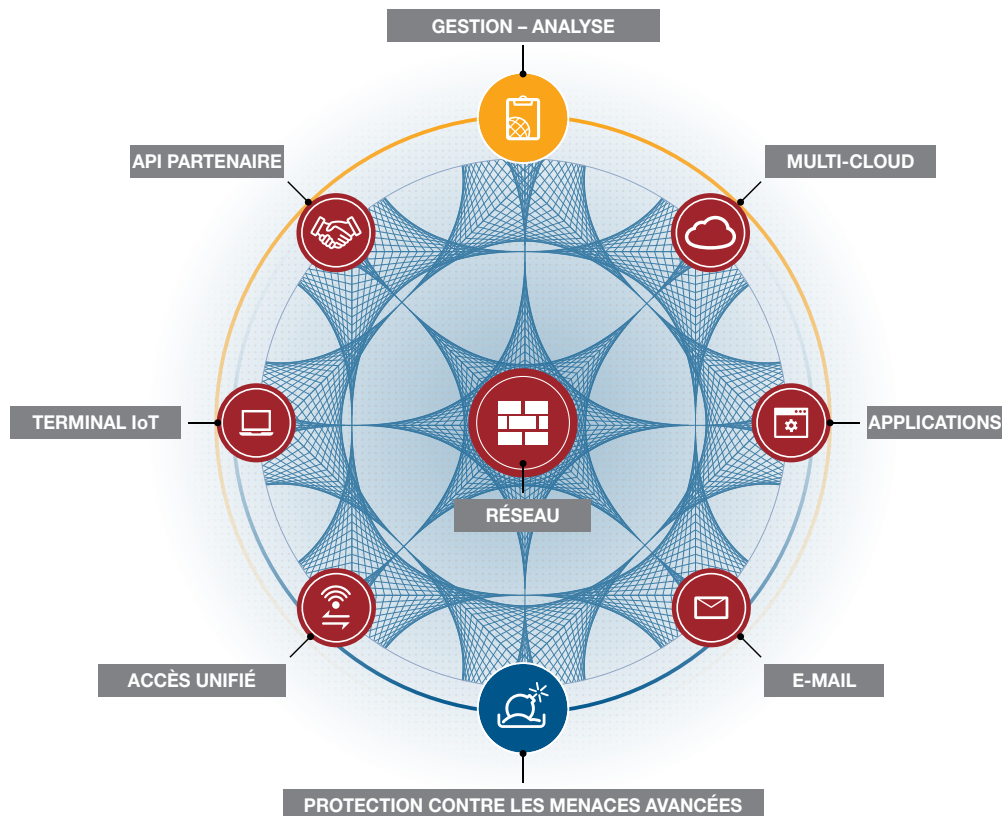 GESTION – ANALYSE
API PARTENAIRE
MULTI-CLOUD
TERMINAL IoT
APPLICATIONS
RÉSEAU
ACCÈS UNIFIÉ
E-MAIL
PROTECTION CONTRE LES MENACES AVANCÉES